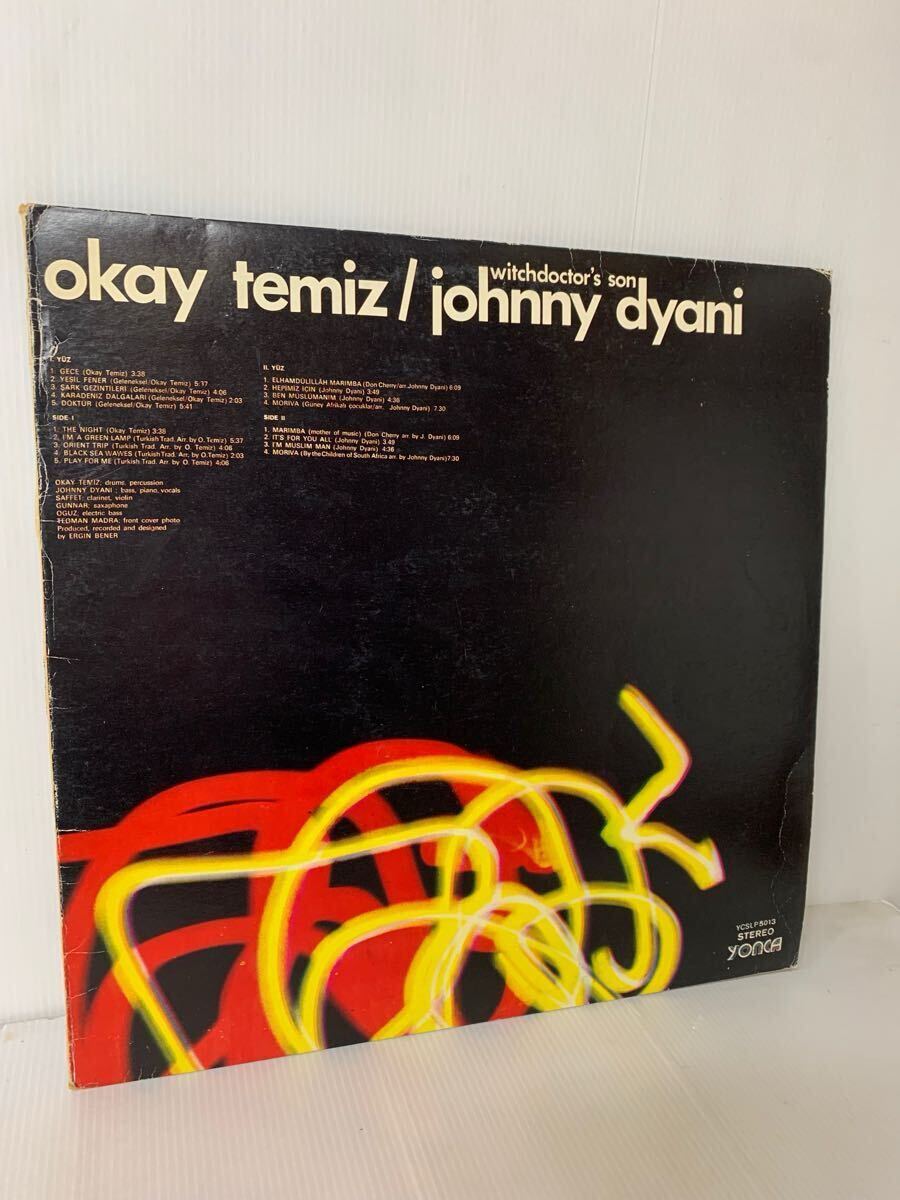 witchdoctor's son
okay temiz / johnny dyani
I. YÜZ
1. GECE (Okay Temiz) 3:38
2. YEŞİL FENER (Geleneksel/Okay Temiz) 5:37
3. ŞARK GEZİNTİLERİ (Geleneksel/Okay Temiz) 4:06
4. KARADENİZ DALGALARI (Geleneksel/Okay Temiz) 2:03
5. DOKTOR (Geleneksel/Okay Temiz) 5:41
SIDE I
1. THE NIGHT (Okay Temiz) 3:38
2. I'M A GREEN LAMP (Turkish Trad. Arr. by O. Temiz) 5:37
3. ORIENT TRIP (Turkish Trad. Arr. by O. Temiz) 4:06
4. BLACK SEA WAWES (Turkish Trad. Arr. by O. Temiz) 2:03
5. PLAY FOR ME (Turkish Trad. Arr. by O. Temiz) 4:06
OKAY TEMİZ; drums, percussion
JOHNNY DYANI ; bass, piano, vocals
SAFFET; clarinet, violin
GUNNAR; saxaphone
OGUZ; electric bass
TEOMAN MADRA; front cover photo
Produced, recorded and designed
by ERGIN BENER
II. YÜZ
1. ELHAMDÜLİLLÂH MARIMBA (Don Cherry/arr. Johnny Dyani) 6:09
2. HEPİMİZ İÇİN (Johnny Dyani) 3:49
3. BEN MÜSLÜMANIM (Johnny Dyani) 4:36
4. MORIVA (Güney Afrikalı çocuklar/arr. Johnny Dyani) 7.30
SIDE II
1. MARIMBA (mother of music) (Don Cherry arr. by J. Dyani) 6:09
2. IT'S FOR YOU ALL (Johnny Dyani) 3.49
3. I'M MUSLIM MAN (Johnny Dyani) 4:36
4. MORIVA (By the Children of South Africa arr. by Johnny Dyani) 7:30
YCSLP 5013
STEREO
YONCA